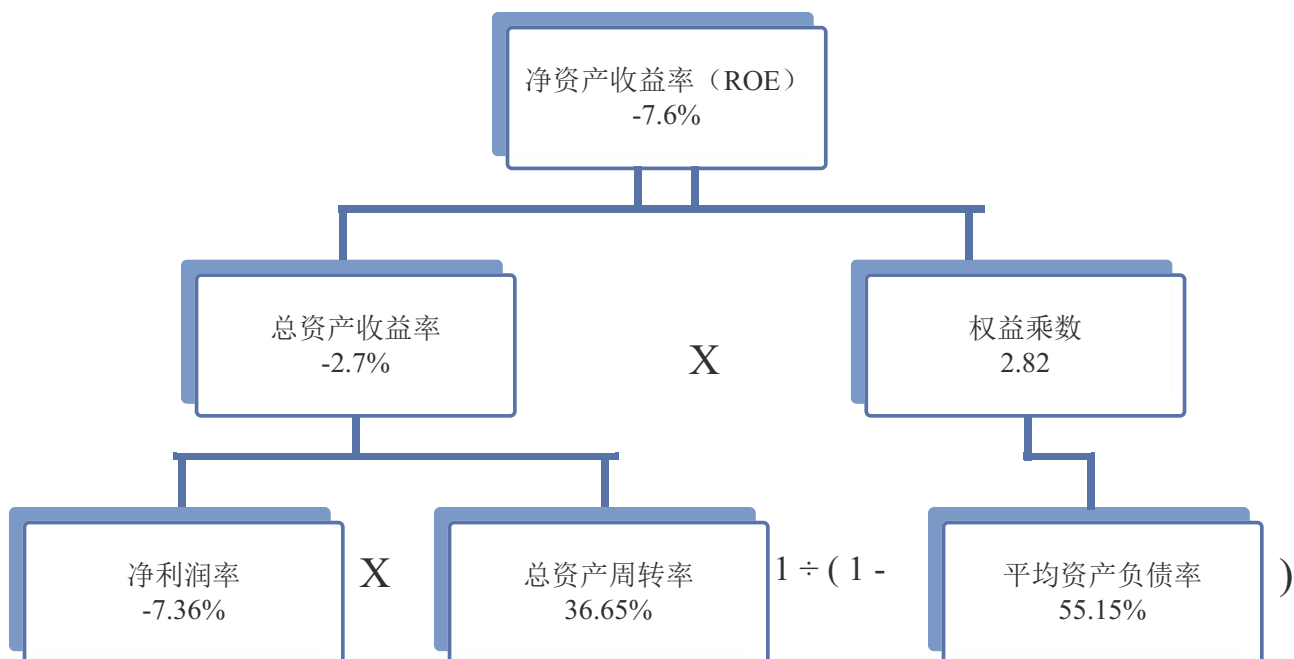 净资产收益率（ROE）
-7.6%
总资产收益率
-2.7%
X
权益乘数
2.82
净利润率
-7.36%
X
总资产周转率
36.65%
1 ÷ ( 1 -
平均资产负债率
55.15%
)